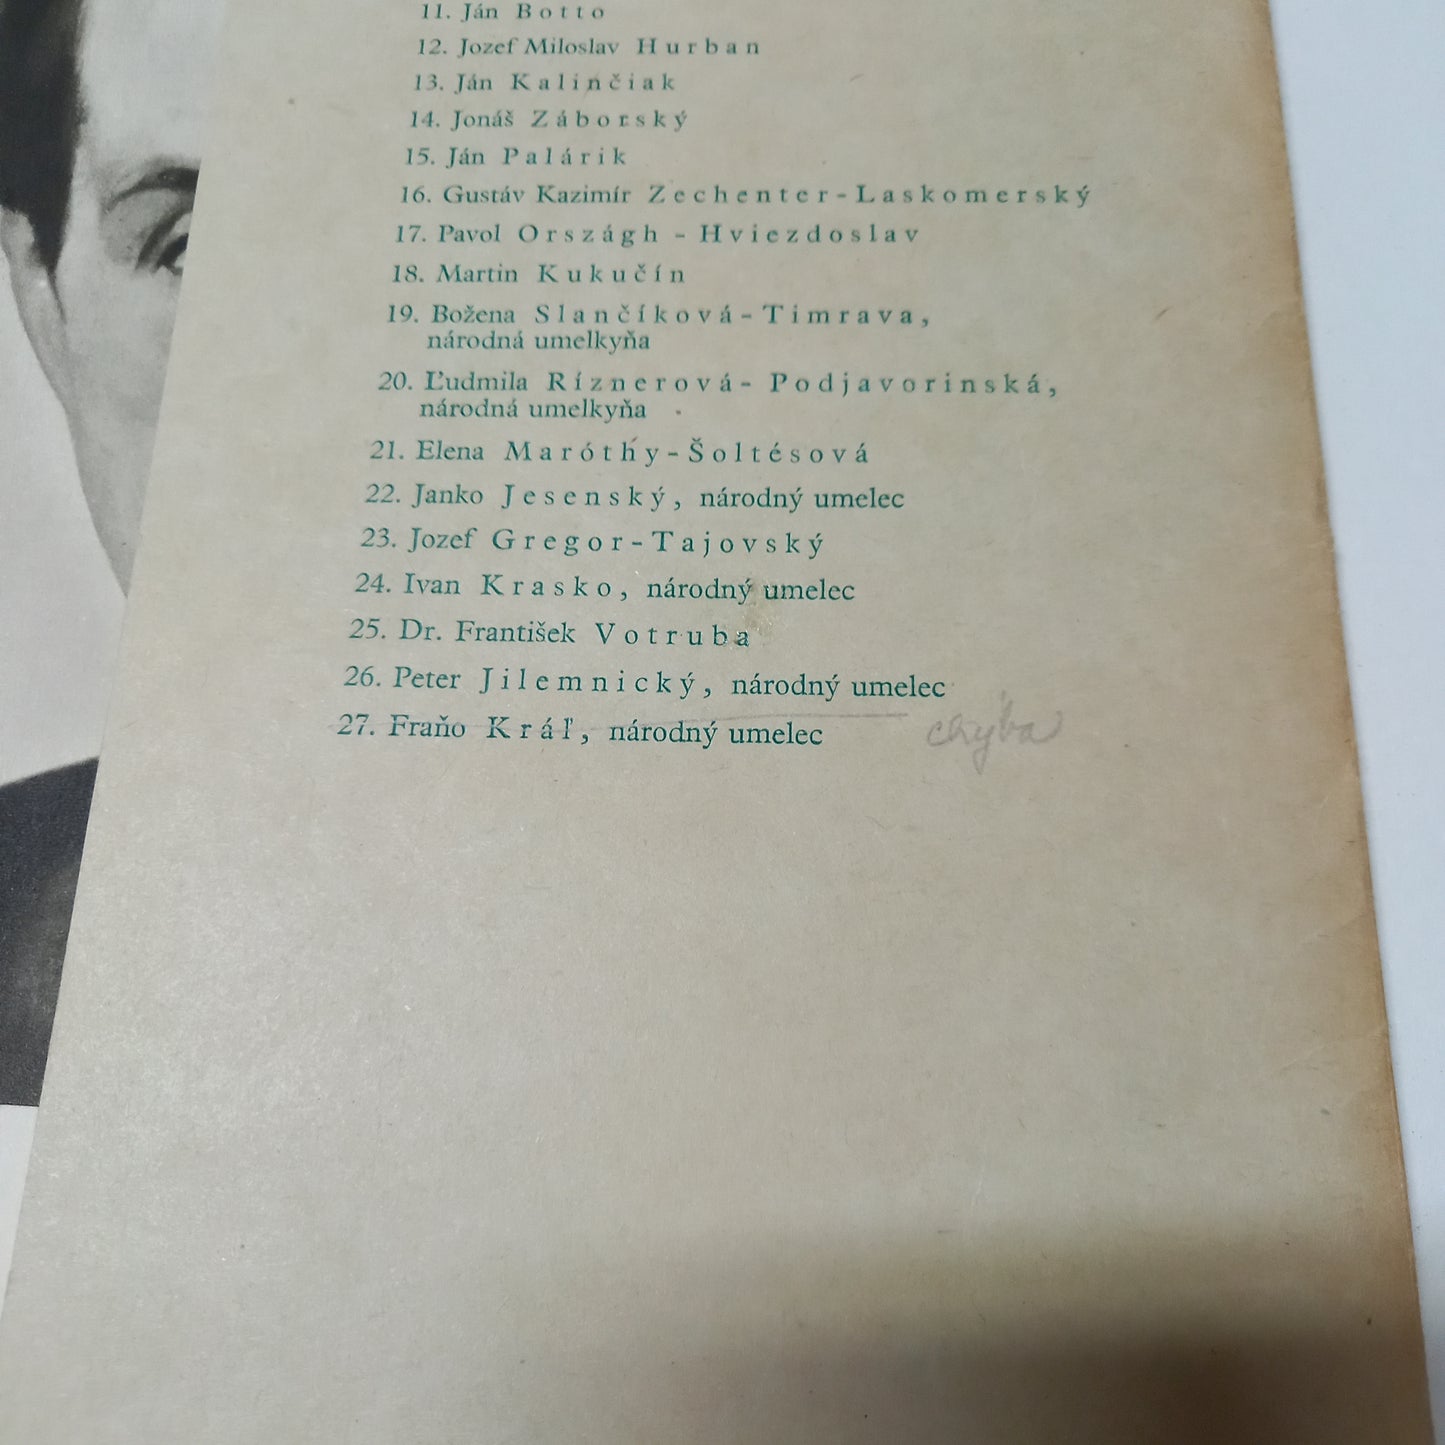 11. Ján Botto
12. Jozef Miloslav Hurban
13. Ján Kalinčiak
14. Jonáš Záborský
15. Ján Palárik
16. Gustáv Kazimír Zechenter-Laskomerský
17. Pavol Országh - Hviezdoslav
18. Martin Kukučín
19. Božena Slančíková-Timrava,
národná umelkyňa
20. Ľudmila Ríznerová- Podjavorinská,
národná umelkyňa
21. Elena Maróthy-Šoltésová
22. Janko Jesenský, národný umelec
23. Jozef Gregor-Tajovský
24. Ivan Krasko, národný umelec
25. Dr. František Votruba
26. Peter Jilemnický, národný umelec
27. Fraňo Kráľ, národný umelec chýba